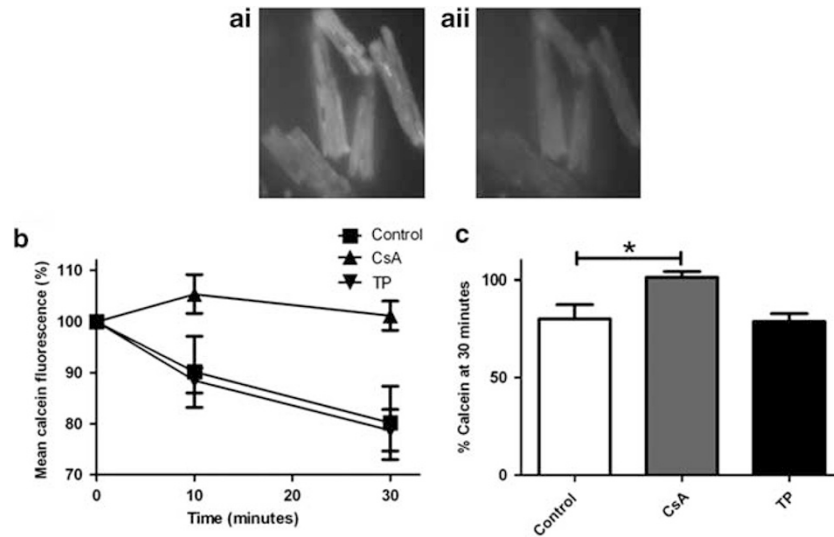 ai
aii
b
Control
CsA
TP
Mean calcein fluorescence (%)
110
100
90
80
70
0
10
20
30
Time (minutes)
c
*
% Calcein at 30 minutes
100
50
0
Control
CsA
TP